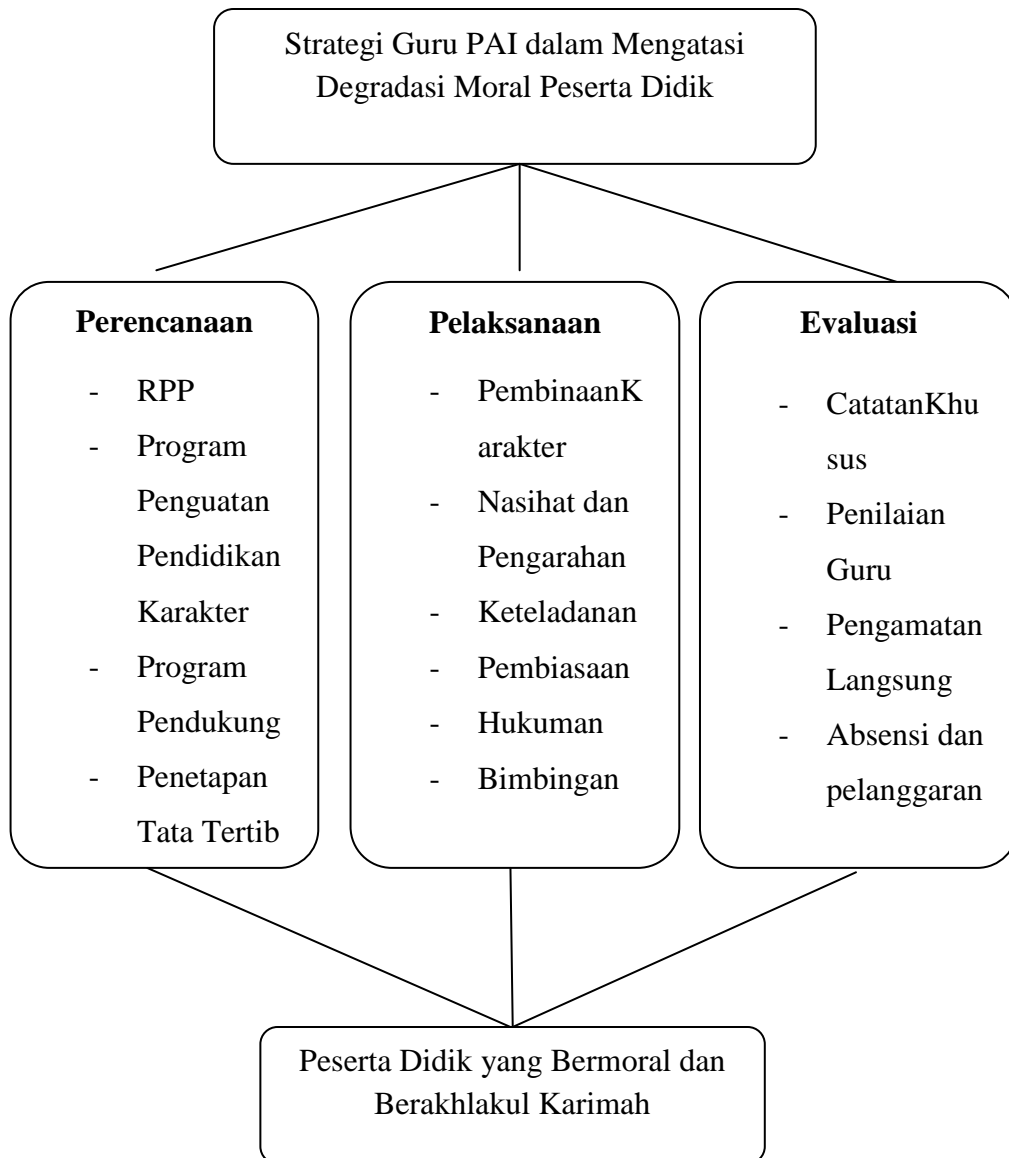 Strategi Guru PAI dalam Mengatasi
Degradasi Moral Peserta Didik
Perencanaan
- RPP
- Program
Penguatan
Pendidikan
Karakter
- Program
Pendukung
- Penetapan
Tata Tertib
Pelaksanaan
- PembinaanK
arakter
- Nasihat dan
Pengarahan
- Keteladanan
- Pembiasaan
- Hukuman
- Bimbingan
Evaluasi
- CatatanKhu
sus
- Penilaian
Guru
- Pengamatan
Langsung
- Absensi dan
pelanggaran
Peserta Didik yang Bermoral dan
Berakhlakul Karimah